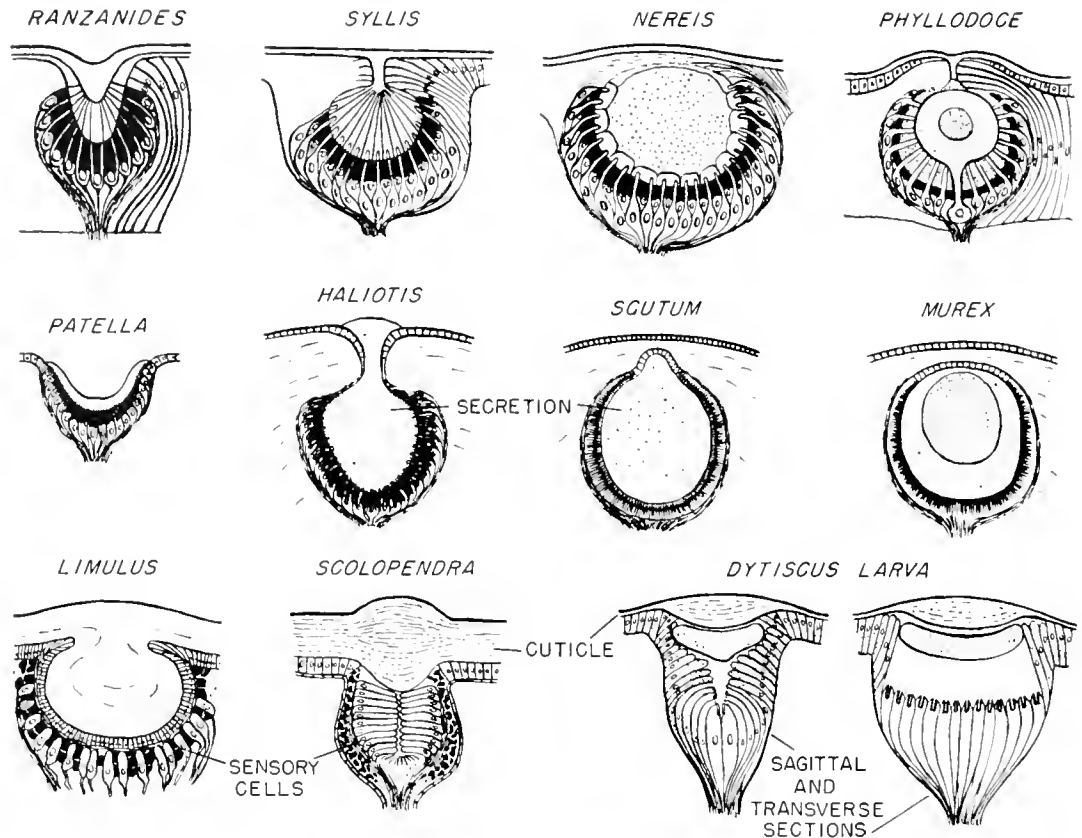 RANZANIDES
SYLLIS
NEREIS
PHYLLODOCE
PATELLA
HALIOTIS
SCUTUM
MUREX
SECRETION
LIMULUS
SCOLOPENDRA
DYTISCUS LARVA
CUTICLE
SENSORY
CELLS
SAGITTAL
AND
TRANSVERSE
SECTIONS